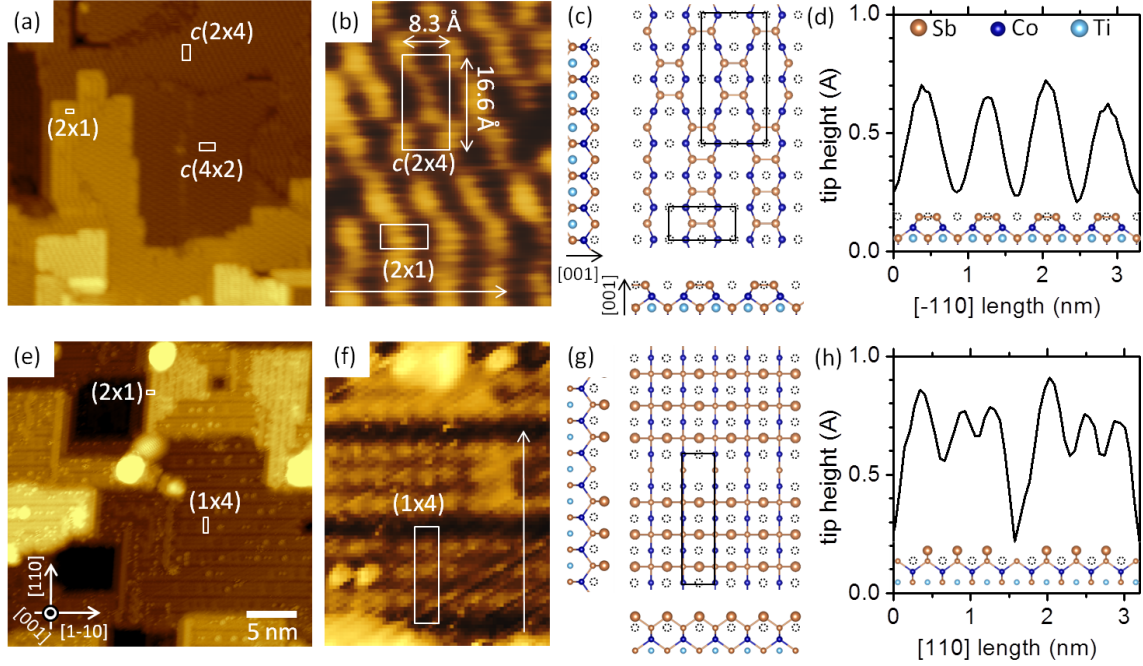 (a)
c(2x4)
(2x1)
c(4x2)
(b)
8.3 Å
16.6 Å
c(2x4)
(2x1)
(c)
[001]
[001]
(d)
Sb Co Ti
tip height (A)
1.0
0.5
0.0
0 1 2 3
[-110] length (nm)
(e)
(2x1)
(1x4)
[110]
[001]
[1-10]
5 nm
(f)
(1x4)
(g)
(h)
tip height (A)
1.0
0.5
0.0
0 1 2 3
[110] length (nm)